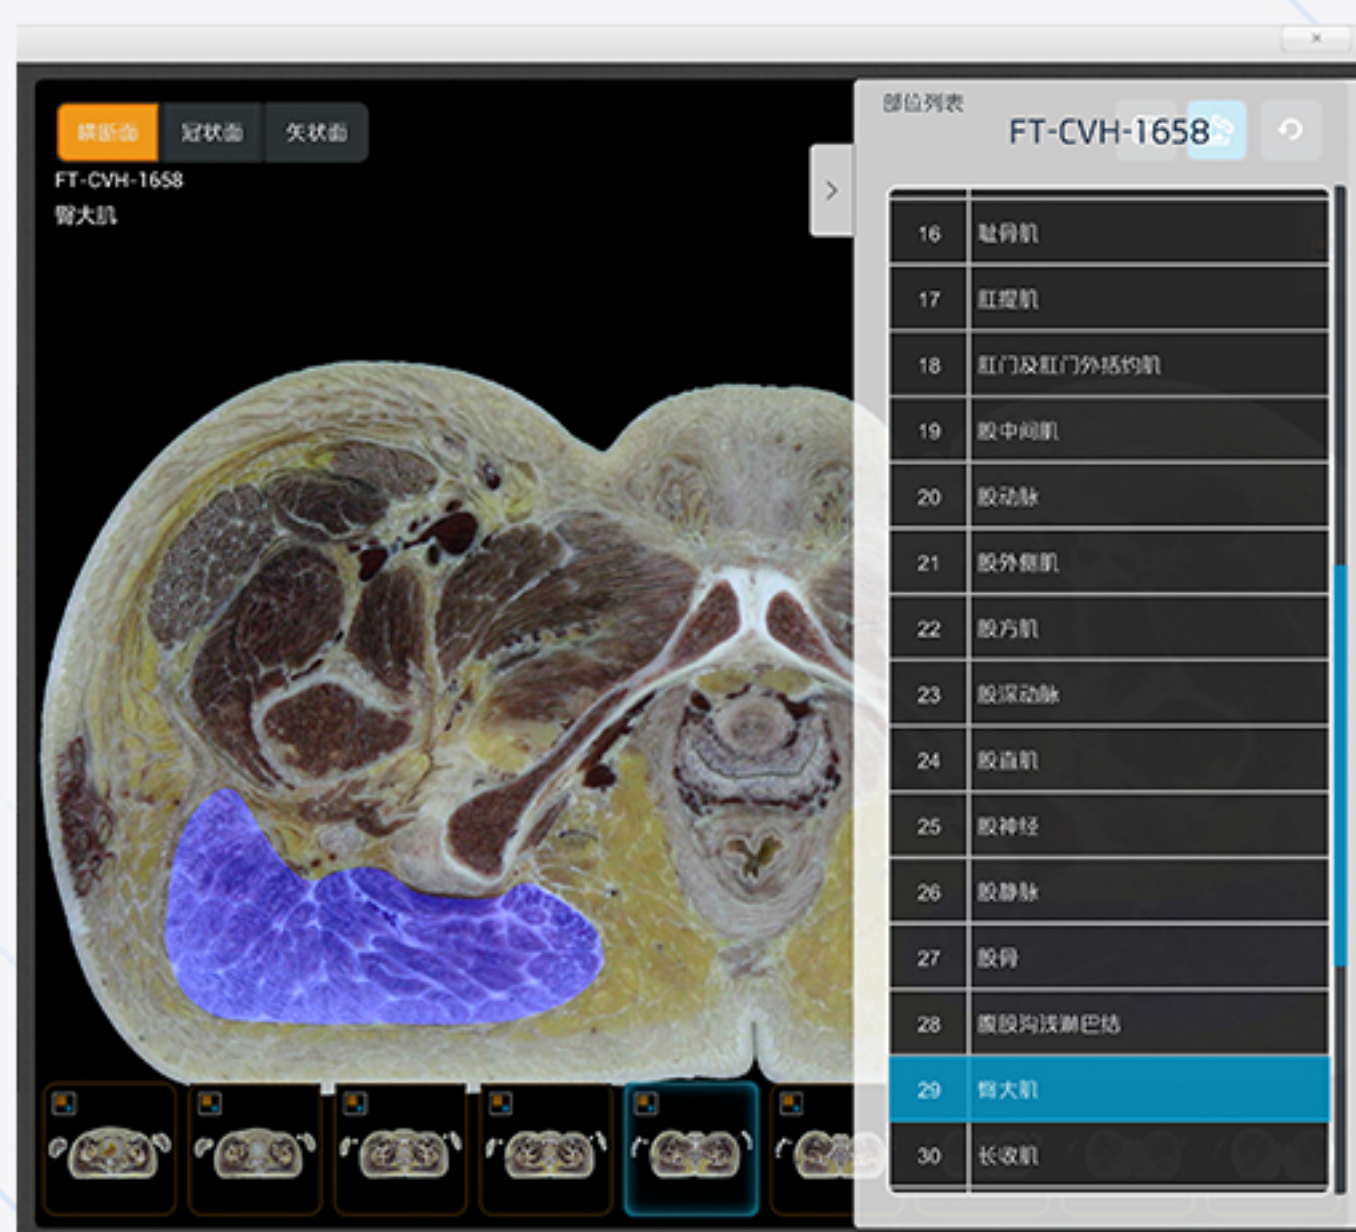 横断面 冠状面 矢状面
FT-CVH-1658
臀大肌
部位列表
FT-CVH-1658
16 耻骨肌
17 肛提肌
18 肛门及肛门外括约肌
19 股中间肌
20 股动脉
21 股外侧肌
22 股方肌
23 股深动脉
24 股直肌
25 股神经
26 股静脉
27 股骨
28 腹股沟浅淋巴结
29 臀大肌
30 长收肌